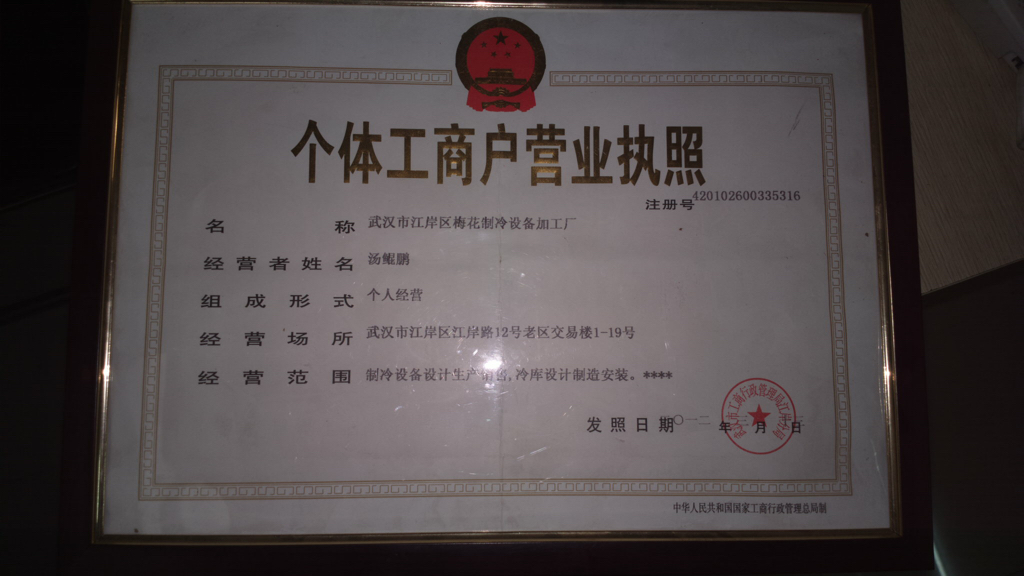 个体工商户营业执照
注册号 420102600335316
名称 武汉市江岸区梅花制冷设备加工厂
经营者姓名 汤鲲鹏
组成形式 个人经营
经营场所 武汉市江岸区江岸路12号老区交易楼1-19号
经营范围 制冷设备设计生产销售,冷库设计制造安装。****
发照日期 二〇一二年 月 日
中华人民共和国国家工商行政管理总局制